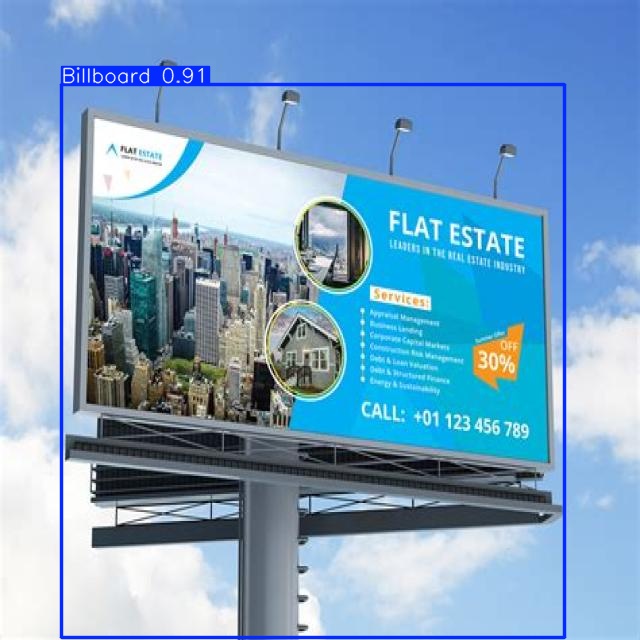 Billboard 0.91
FLAT ESTATE
FLAT ESTATE
LEADERS IN THE REAL ESTATE INDUSTRY
Services:
Appraisal Management
Business Lending
Corporate Capital Markets
Construction Risk Management
Debt & Loan Valuation
Debt & Structured Finance
Energy & Sustainability
Summer Offer
OFF
30%
CALL: +01 123 456 789